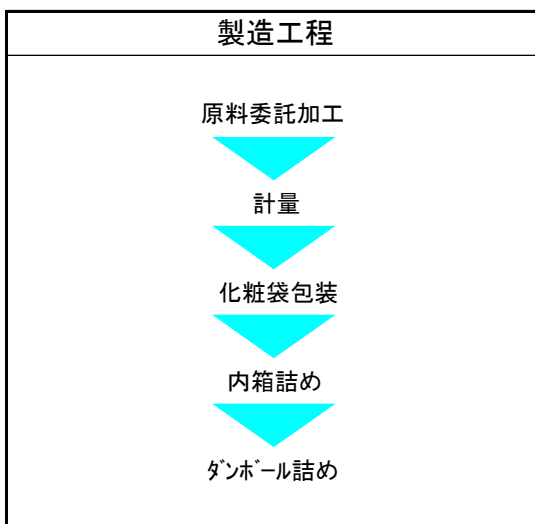 製造工程
原料委託加工
計量
化粧袋包装
内箱詰め
ﾀﾞﾝﾎﾞｰﾙ詰め